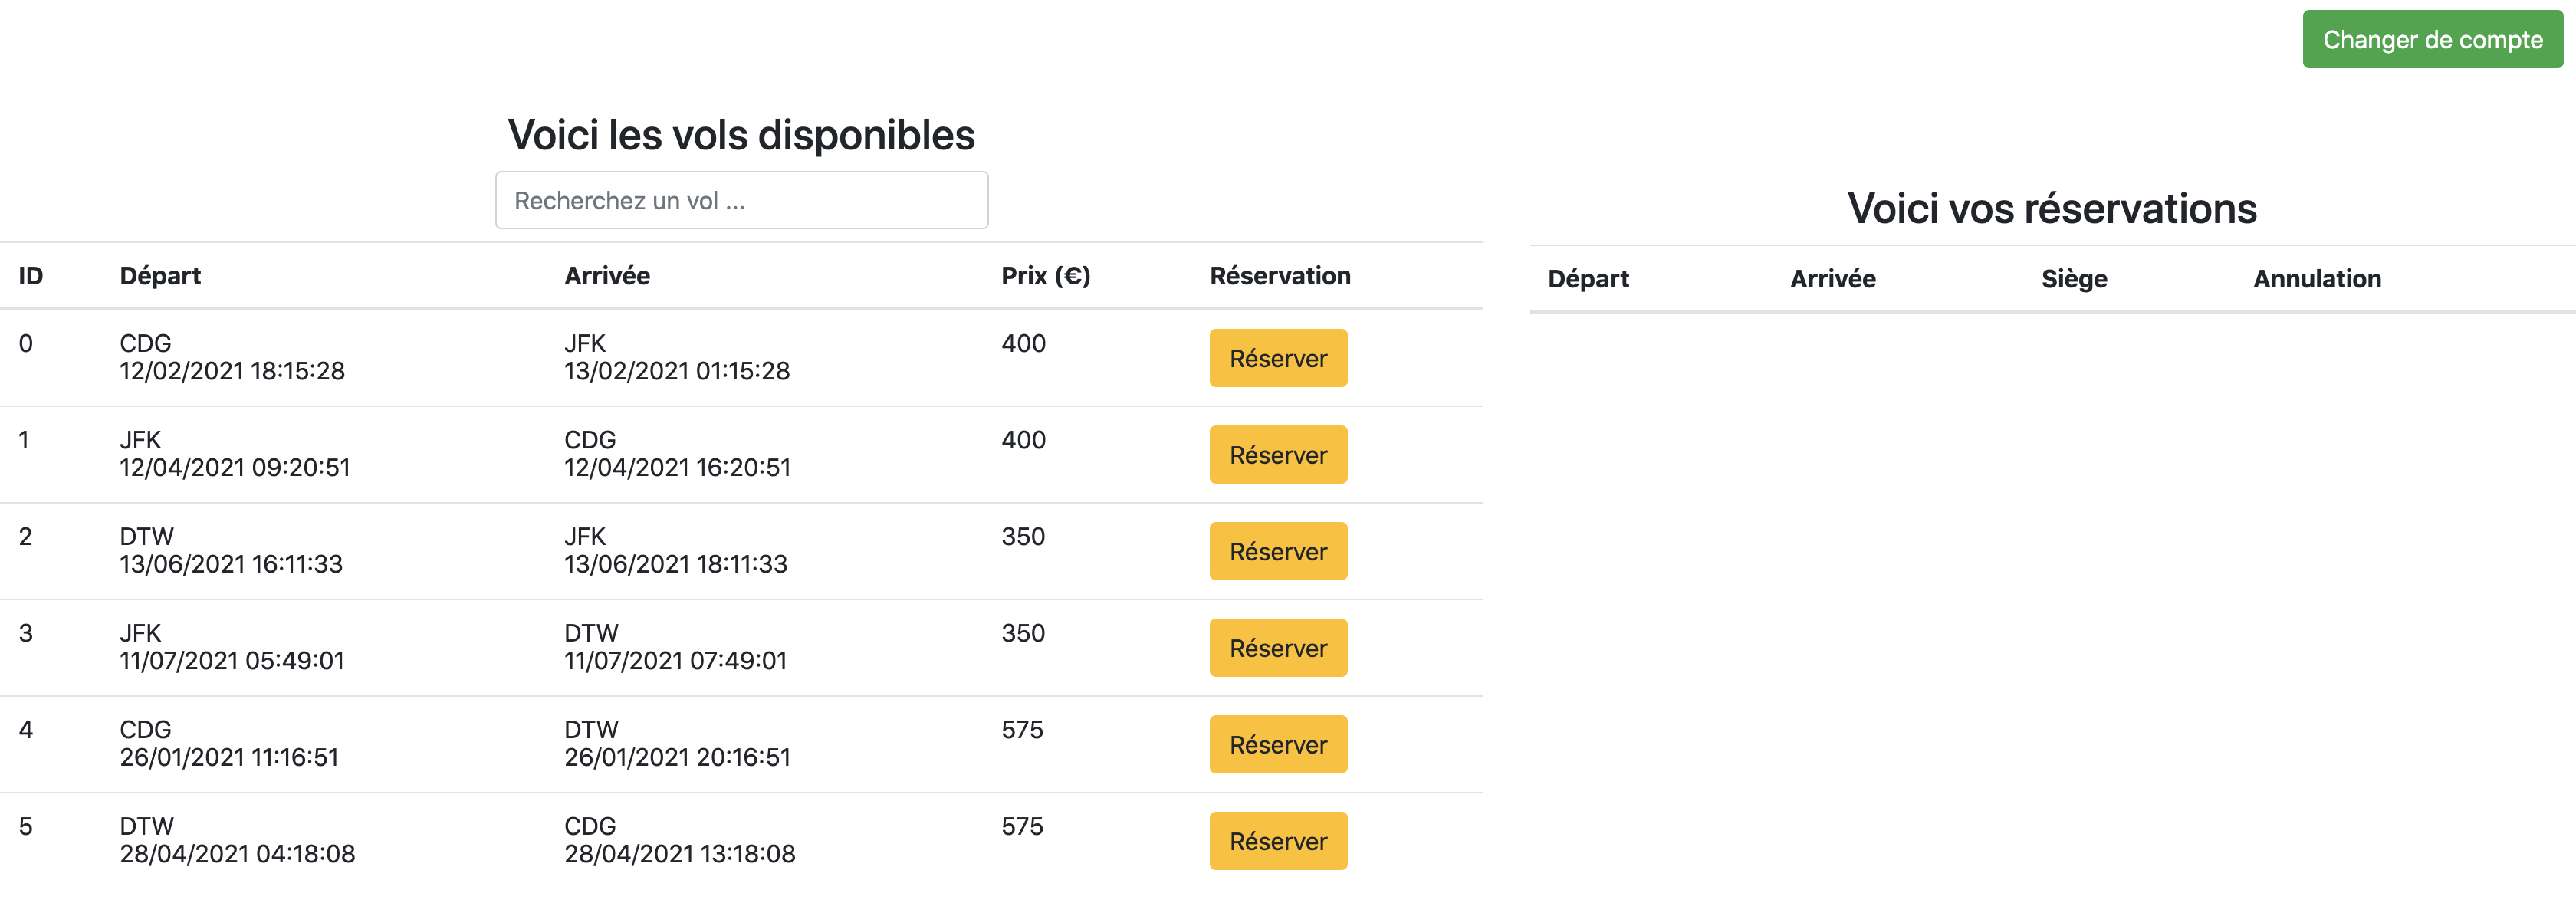 Changer de compte
Voici les vols disponibles
Recherchez un vol ...
ID Départ Arrivée Prix (€) Réservation
0 CDG JFK 400 Réserver
12/02/2021 18:15:28 13/02/2021 01:15:28
1 JFK CDG 400 Réserver
12/04/2021 09:20:51 12/04/2021 16:20:51
2 DTW JFK 350 Réserver
13/06/2021 16:11:33 13/06/2021 18:11:33
3 JFK DTW 350 Réserver
11/07/2021 05:49:01 11/07/2021 07:49:01
4 CDG DTW 575 Réserver
26/01/2021 11:16:51 26/01/2021 20:16:51
5 DTW CDG 575 Réserver
28/04/2021 04:18:08 28/04/2021 13:18:08
Voici vos réservations
Départ Arrivée Siège Annulation